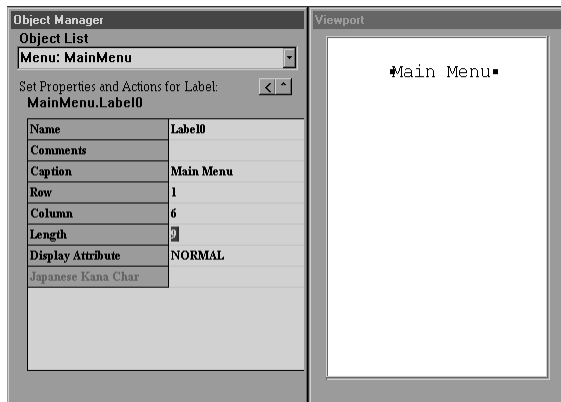 Object Manager
Object List
Menu: MainMenu
Set Properties and Actions for Label:
MainMenu.Label0
Name Label0
Comments
Caption Main Menu
Row 1
Column 6
Length 9
Display Attribute NORMAL
Japanese Kana Char
Viewport
Main Menu